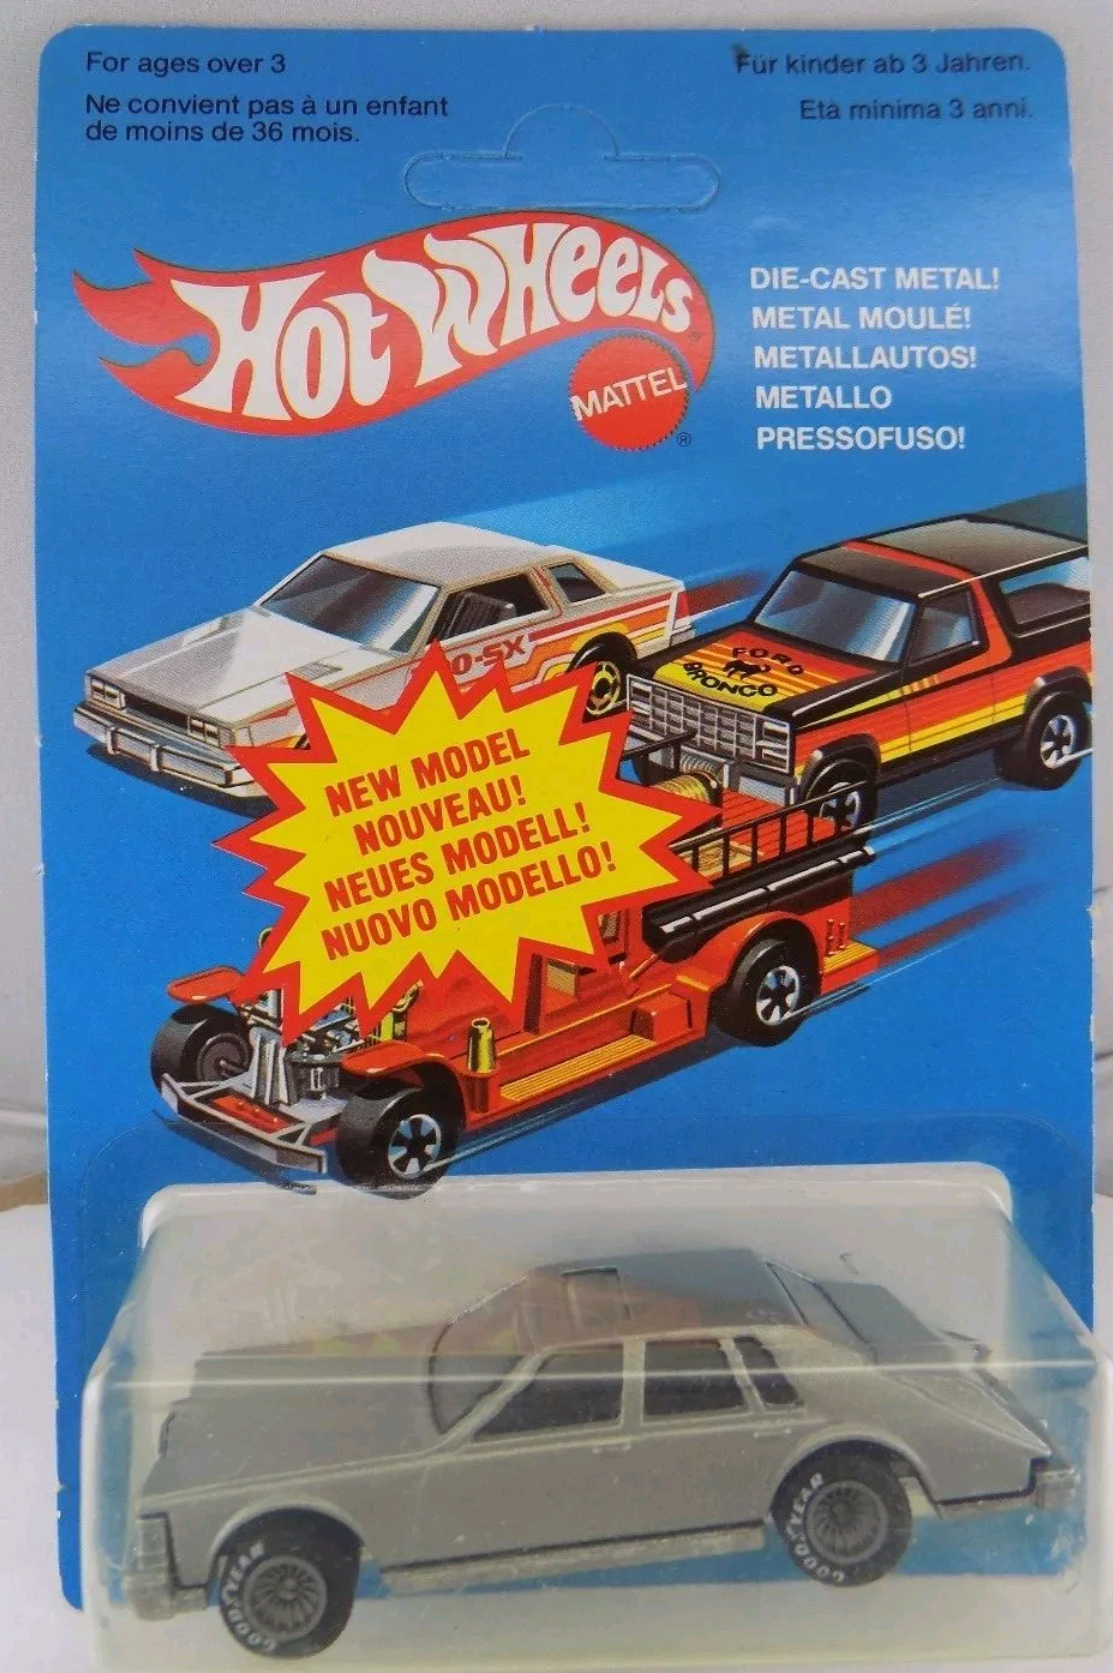 For ages over 3
Ne convient pas à un enfant
de moins de 36 mois.
Für kinder ab 3 Jahren.
Età minima 3 anni.
HOT WHEELS
MATTEL
®
DIE-CAST METAL!
METAL MOULÉ!
METALLAUTOS!
METALLO
PRESSOFUSO!
0-SX
FORD
BRONCO
NEW MODEL
NOUVEAU!
NEUES MODELL!
NUOVO MODELLO!
GOODYEAR
GOODYEAR